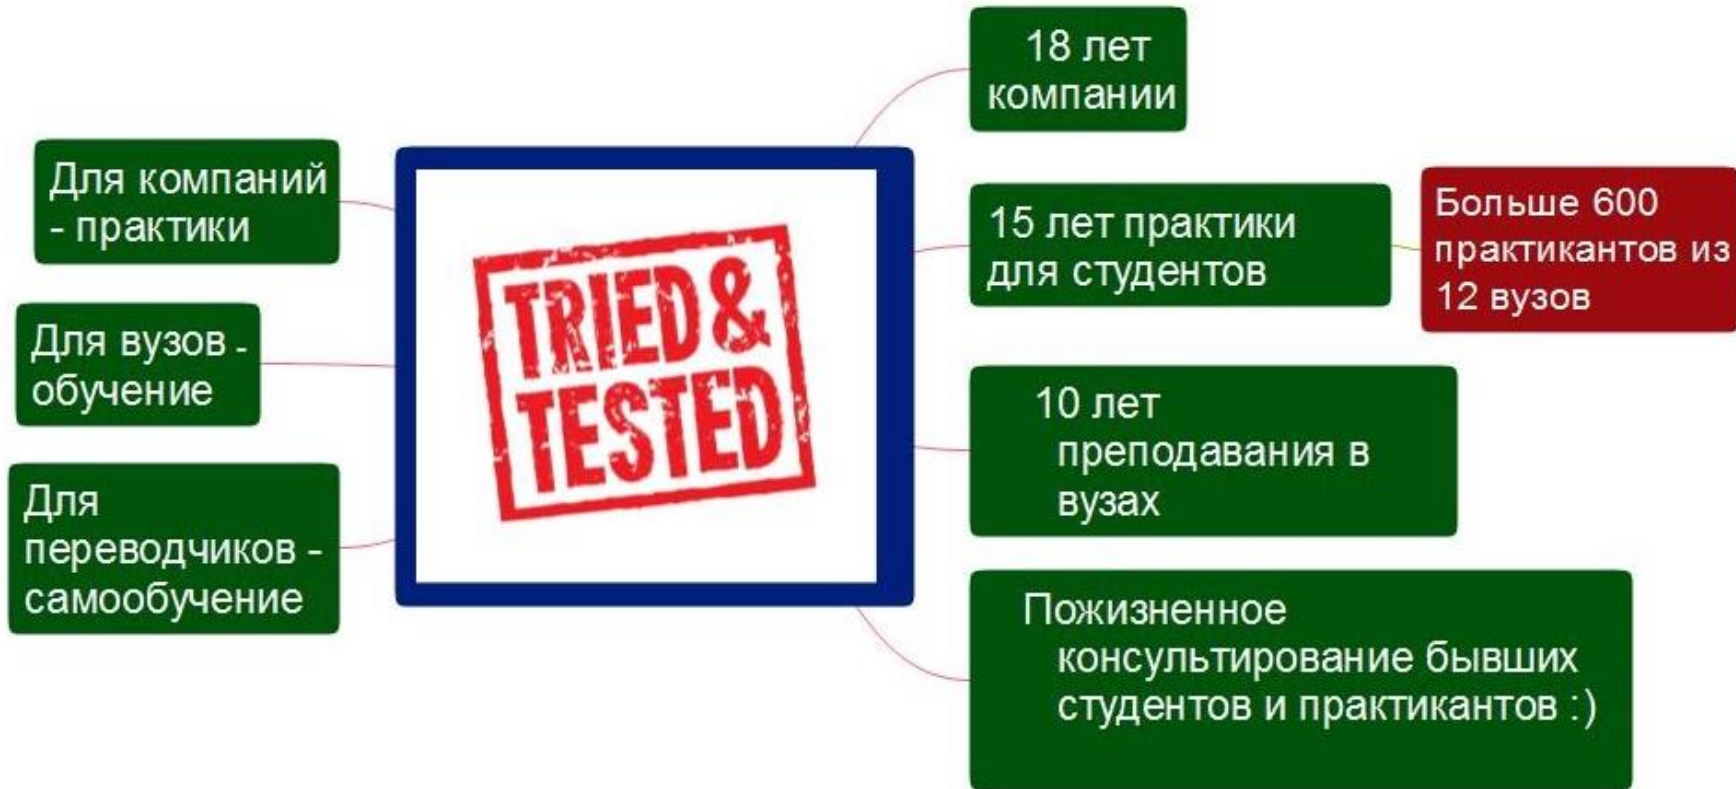 Для компаний
- практики
Для вузов -
обучение
Для
переводчиков -
самообучение
TRIED &
TESTED
18 лет
компании
15 лет практики
для студентов
Больше 600
практикантов из
12 вузов
10 лет
преподавания в
вузах
Пожизненное
консультирование бывших
студентов и практикантов :)